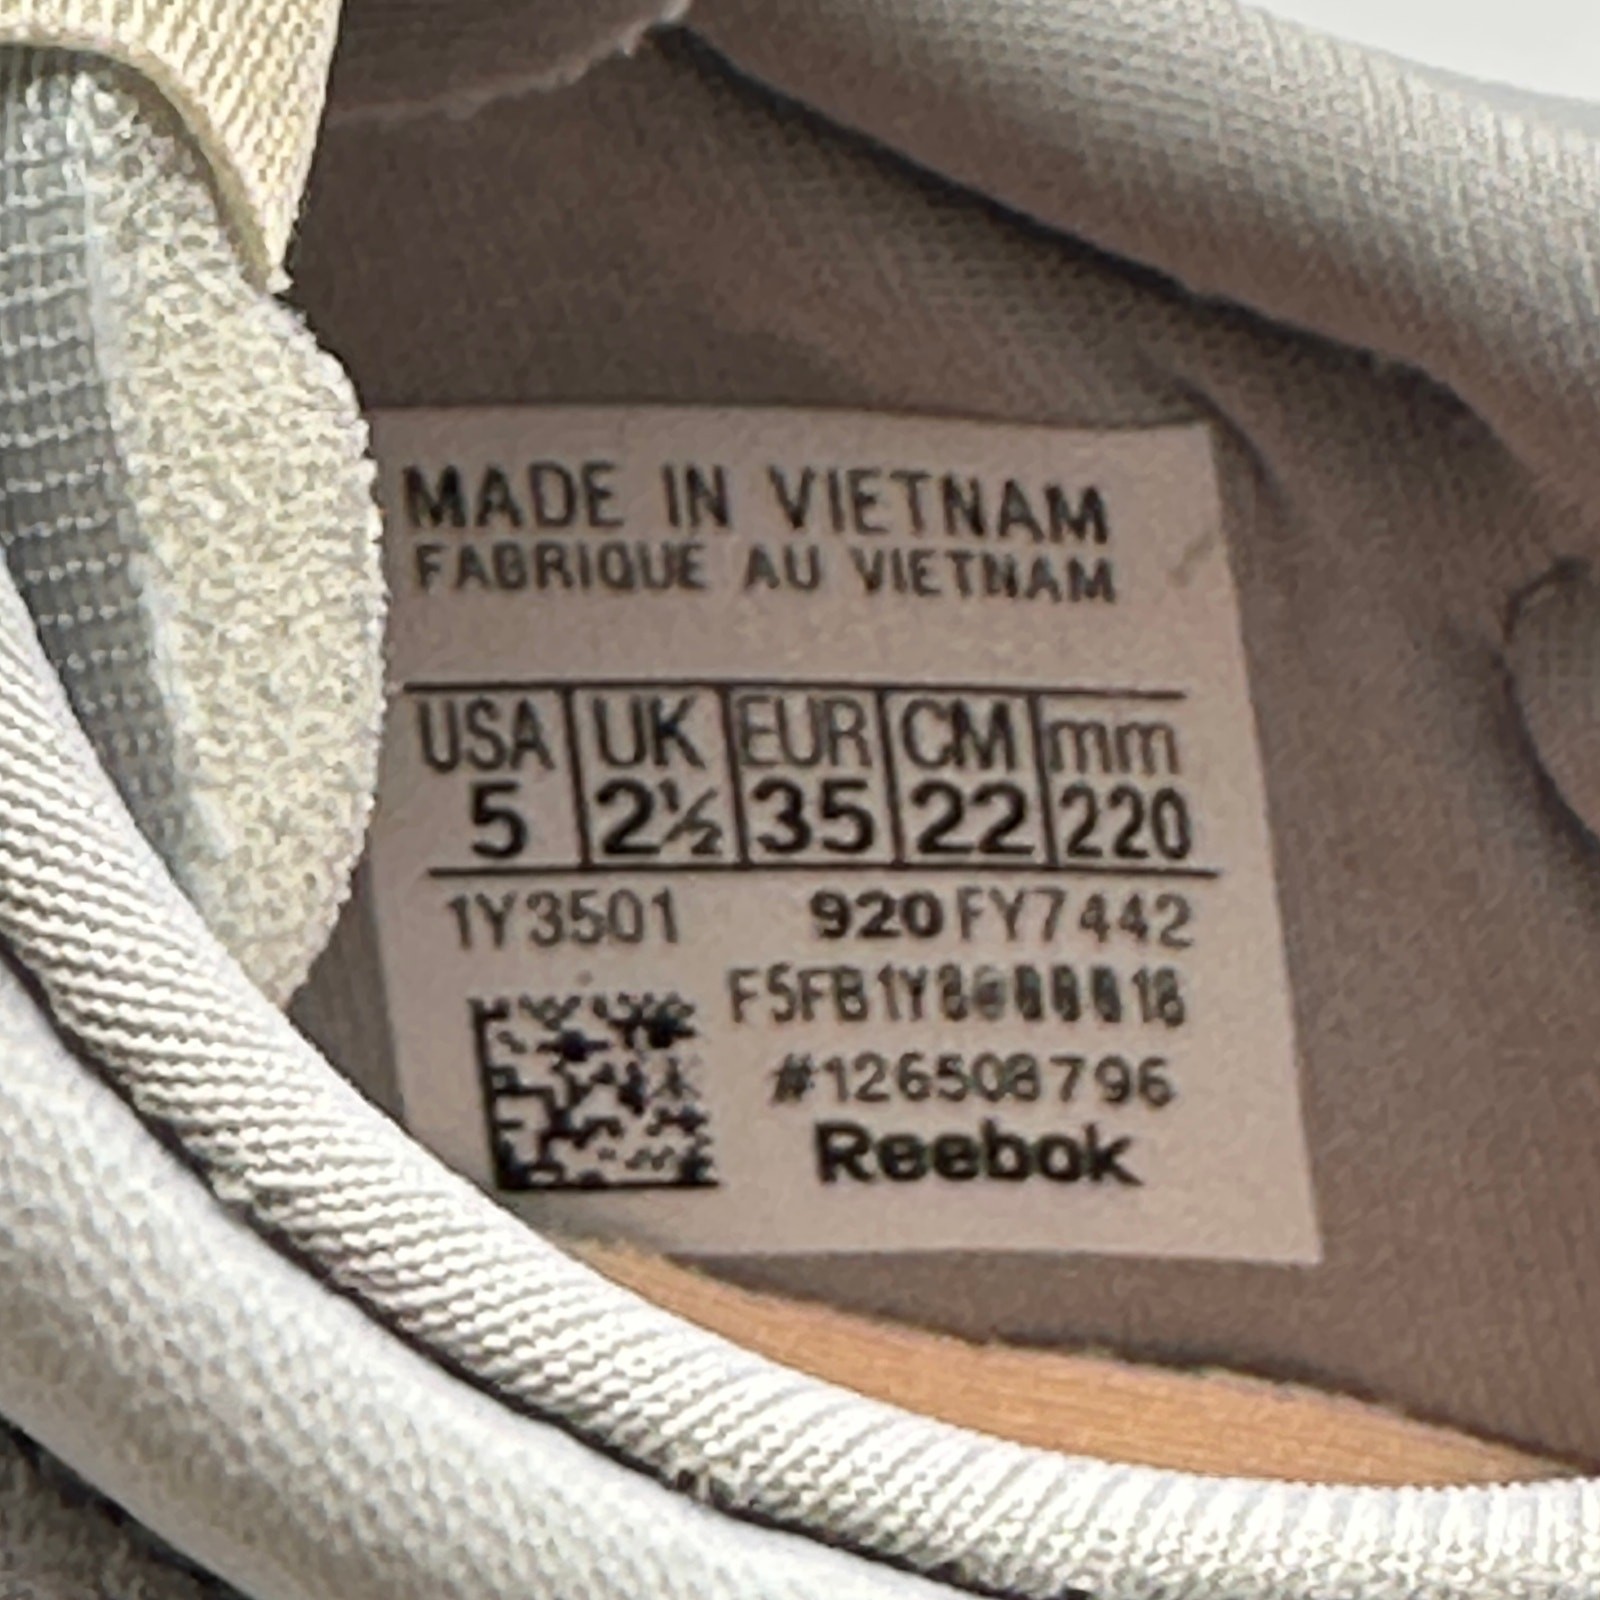 MADE IN VIETNAM
FABRIQUE AU VIETNAM
USA UK EUR CM mm
5 2½ 35 22 220
1Y3501 920 FY7442
#126508796
Reebok